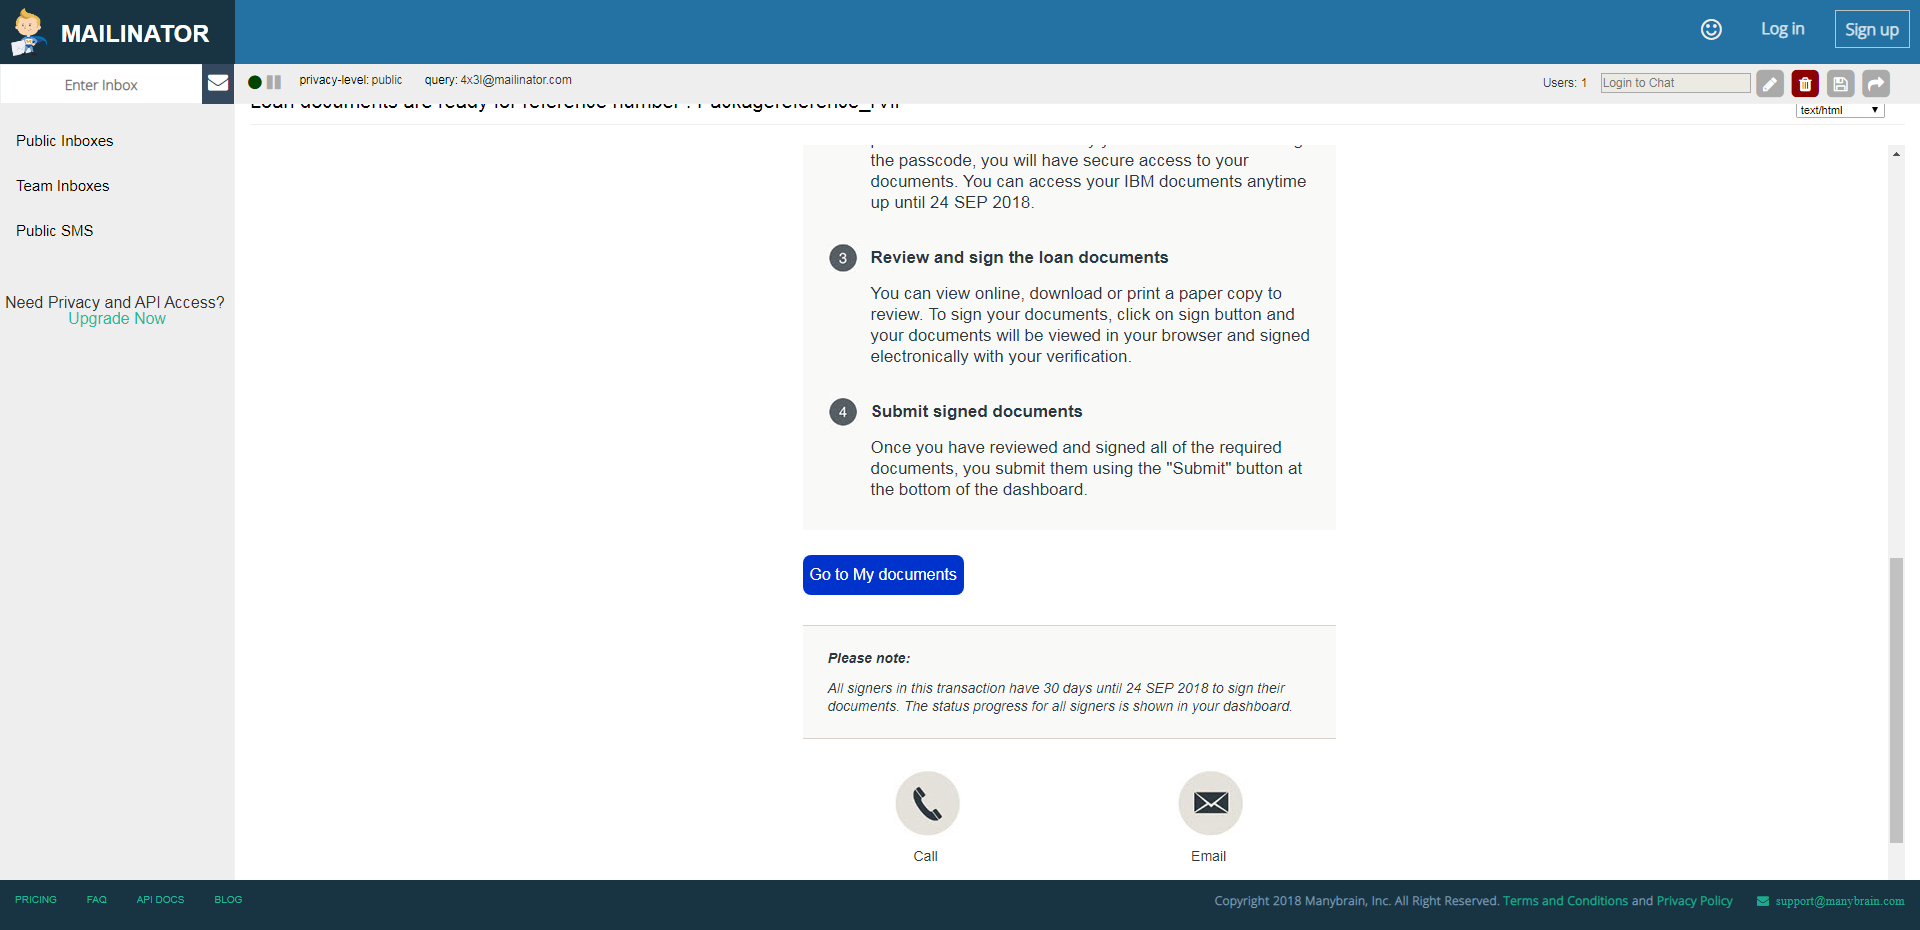 MAILINATOR
Log in
Sign up
Enter Inbox
privacy-level: public
query: 4x3l@mailinator.com
Users: 1
Login to Chat
text/html
Public Inboxes
Team Inboxes
Public SMS
Need Privacy and API Access?
Upgrade Now
Loan documents are ready for reference number :
the passcode, you will have secure access to your
documents. You can access your IBM documents anytime
up until 24 SEP 2018.
3 Review and sign the loan documents
You can view online, download or print a paper copy to
review. To sign your documents, click on sign button and
your documents will be viewed in your browser and signed
electronically with your verification.
4 Submit signed documents
Once you have reviewed and signed all of the required
documents, you submit them using the "Submit" button at
the bottom of the dashboard.
Go to My documents
Please note:
All signers in this transaction have 30 days until 24 SEP 2018 to sign their
documents. The status progress for all signers is shown in your dashboard.
Call
Email
PRICING
FAQ
API DOCS
BLOG
Copyright 2018 Manybrain, Inc. All Right Reserved. Terms and Conditions and Privacy Policy
support@manybrain.com